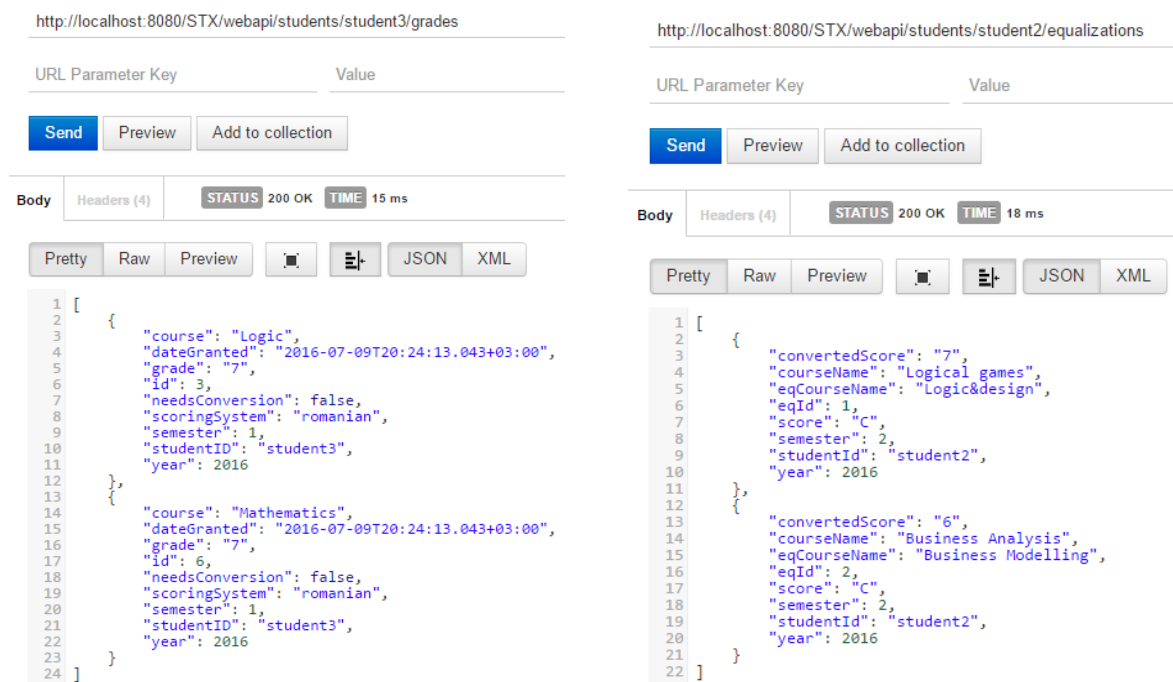 http://localhost:8080/STX/webapi/students/student3/grades
URL Parameter Key Value
Send Preview Add to collection
Body Headers (4) STATUS 200 OK TIME 15 ms
Pretty Raw Preview JSON XML
1 [
2 {
3 "course": "Logic",
4 "dateGranted": "2016-07-09T20:24:13.043+03:00",
5 "grade": "7",
6 "id": 3,
7 "needsConversion": false,
8 "scoringSystem": "romanian",
9 "semester": 1,
10 "studentID": "student3",
11 "year": 2016
12 },
13 {
14 "course": "Mathematics",
15 "dateGranted": "2016-07-09T20:24:13.043+03:00",
16 "grade": "7",
17 "id": 6,
18 "needsConversion": false,
19 "scoringSystem": "romanian",
20 "semester": 1,
21 "studentID": "student3",
22 "year": 2016
23 }
24 ]
http://localhost:8080/STX/webapi/students/student2/equalizations
URL Parameter Key Value
Send Preview Add to collection
Body Headers (4) STATUS 200 OK TIME 18 ms
Pretty Raw Preview JSON XML
1 [
2 {
3 "convertedScore": "7",
4 "courseName": "Logical games",
5 "eqCourseName": "Logic&design",
6 "eqId": 1,
7 "score": "C",
8 "semester": 2,
9 "studentId": "student2",
10 "year": 2016
11 },
12 {
13 "convertedScore": "6",
14 "courseName": "Business Analysis",
15 "eqCourseName": "Business Modelling",
16 "eqId": 2,
17 "score": "C",
18 "semester": 2,
19 "studentId": "student2",
20 "year": 2016
21 }
22 ]